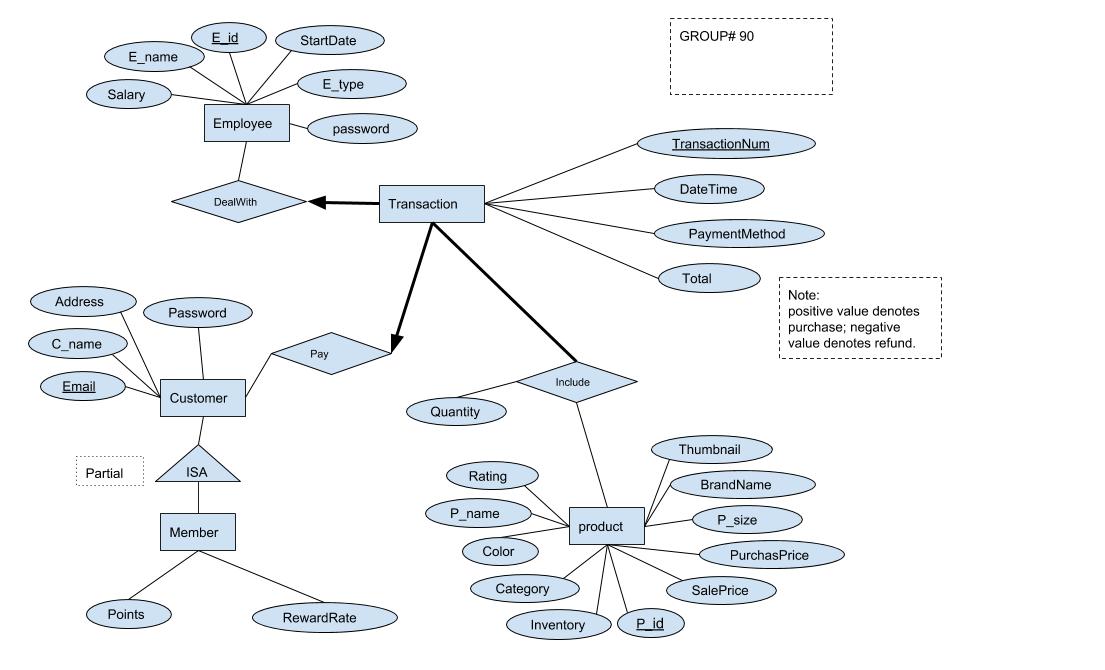 GROUP# 90
E_id
StartDate
E_name
E_type
Salary
Employee
password
TransactionNum
DateTime
DealWith
Transaction
PaymentMethod
Total
Note:
positive value denotes
purchase; negative
value denotes refund.
Address
Password
C_name
Pay
Email
Customer
Include
Quantity
Partial
ISA
Thumbnail
Rating
BrandName
P_name
P_size
product
Member
Color
PurchasPrice
Category
SalePrice
Points
RewardRate
Inventory
P_id